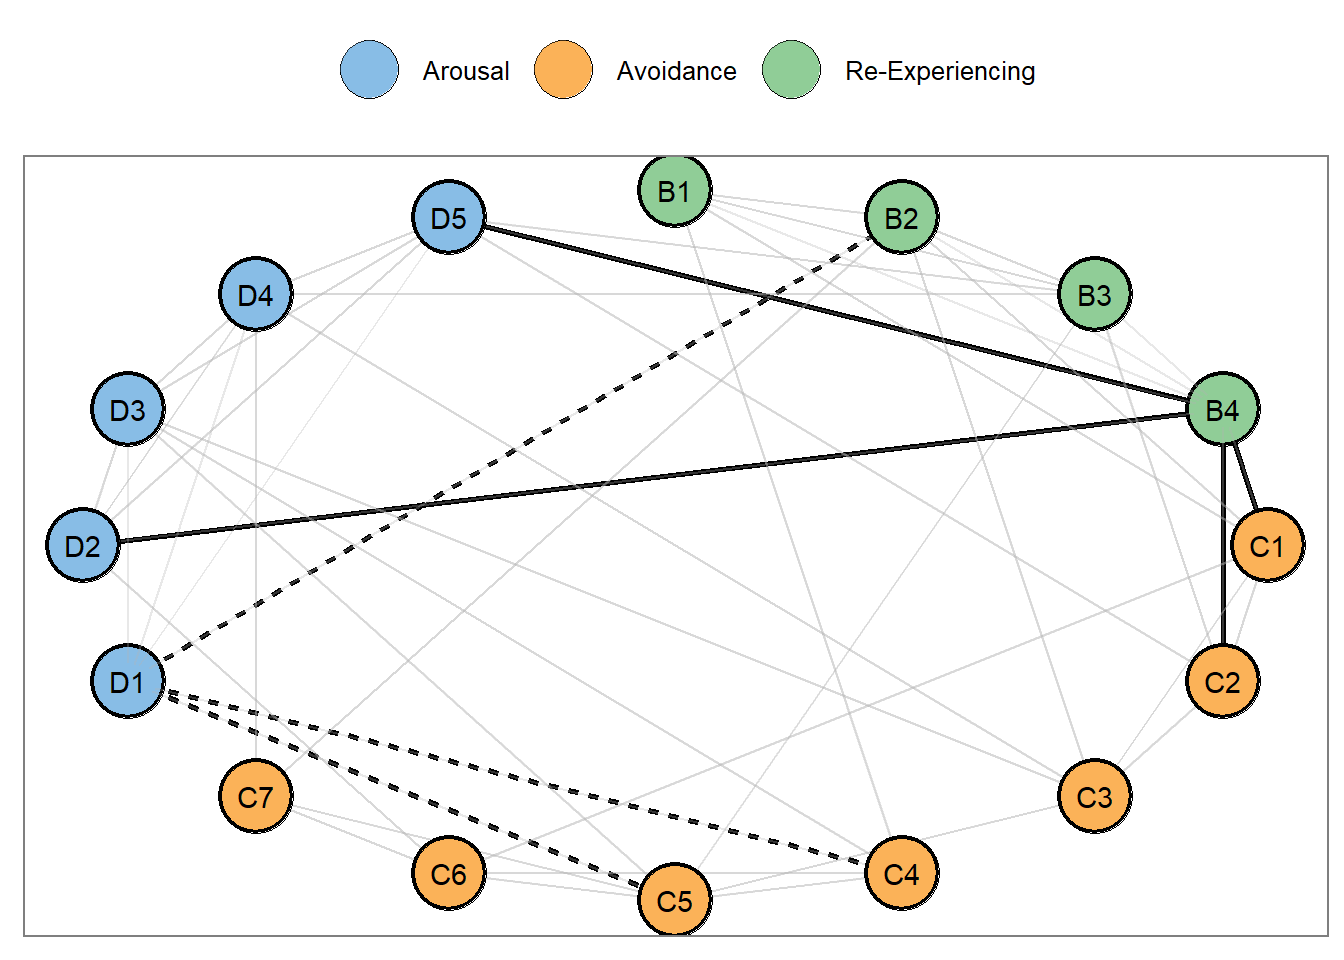 Arousal Avoidance Re-Experiencing
B1
D5 B2
D4 B3
D3 B4
D2 C1
D1 C2
C7 C3
C6 C4
C5